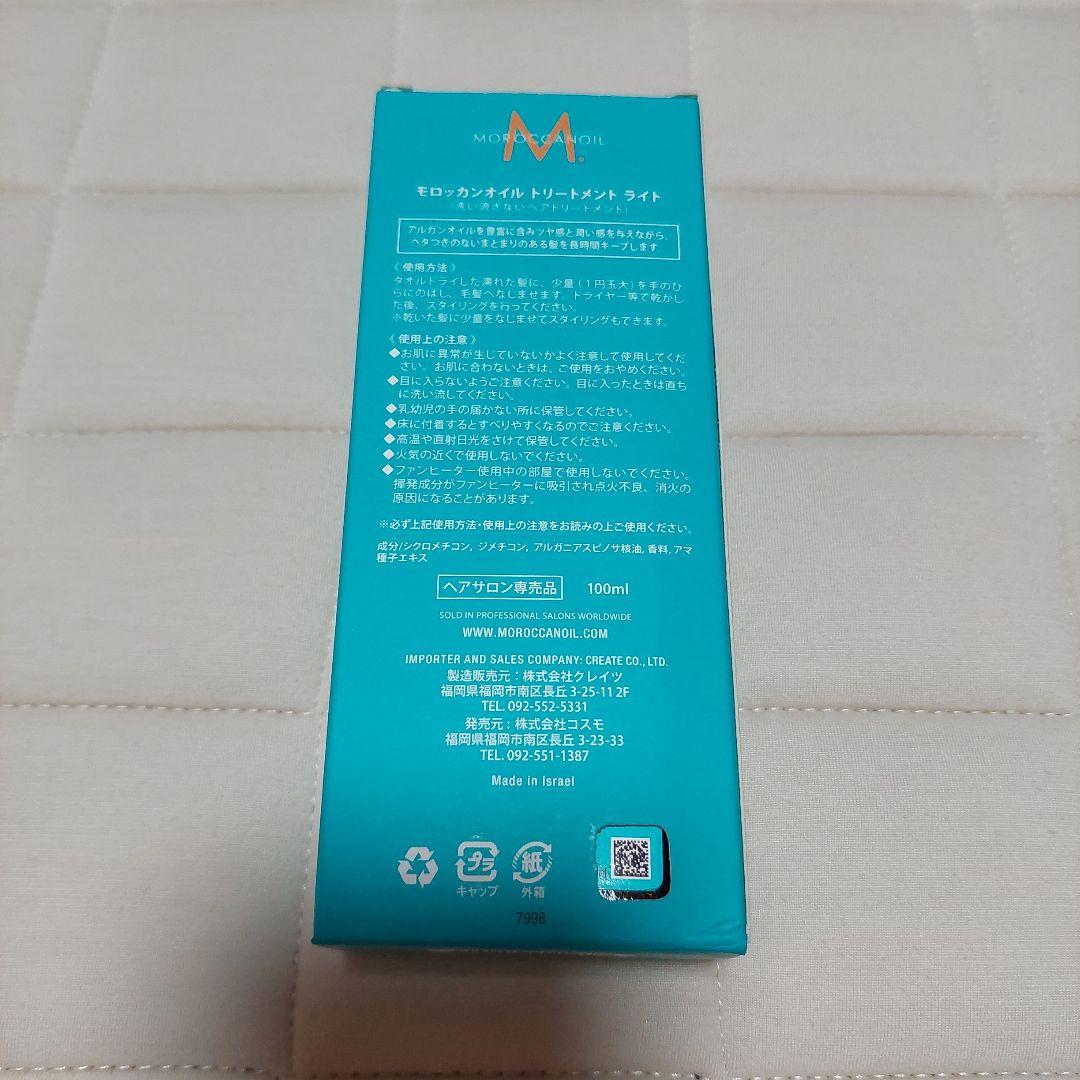 M.
MOROCCANOIL
モロッカンオイル トリートメント ライト
(洗い流さないヘアトリートメント)
アルガンオイルを豊富に含みツヤ感と潤い感を与えながら、
ベタつきのないまとまりのある髪を長時間キープします。
《 使用方法 》
タオルドライした濡れた髪に、少量(1円玉大)を手のひ
らにのばし、毛髪へなじませます。ドライヤー等で乾かし
た後、スタイリングを行ってください。
※乾いた髪に少量をなじませてスタイリングもできます。
《 使用上の注意 》
◆お肌に異常が生じていないかよく注意して使用してくだ
さい。お肌に合わないときは、ご使用をおやめください。
◆目に入らないようご注意ください。目に入ったときは直ち
に洗い流してください。
◆乳幼児の手の届かない所に保管してください。
◆床に付着するとすべりやすくなるのでご注意ください。
◆高温や直射日光をさけて保管してください。
◆火気の近くで使用しないでください。
◆ファンヒーター使用中の部屋で使用しないでください。
揮発成分がファンヒーターに吸引され点火不良、消火の
原因になることがあります。
※必ず上記使用方法・使用上の注意をお読みの上ご使用ください。
成分/シクロメチコン, ジメチコン, アルガニアスピノサ核油, 香料, アマ
種子エキス
ヘアサロン専売品 100ml
SOLD IN PROFESSIONAL SALONS WORLDWIDE
WWW.MOROCCANOIL.COM
IMPORTER AND SALES COMPANY: CREATE CO., LTD.
製造販売元 : 株式会社クレイツ
福岡県福岡市南区長丘 3-25-11 2F
TEL. 092-552-5331
発売元 : 株式会社コスモ
福岡県福岡市南区長丘 3-23-33
TEL. 092-551-1387
Made in Israel
プラ 紙
キャップ 外箱
7998